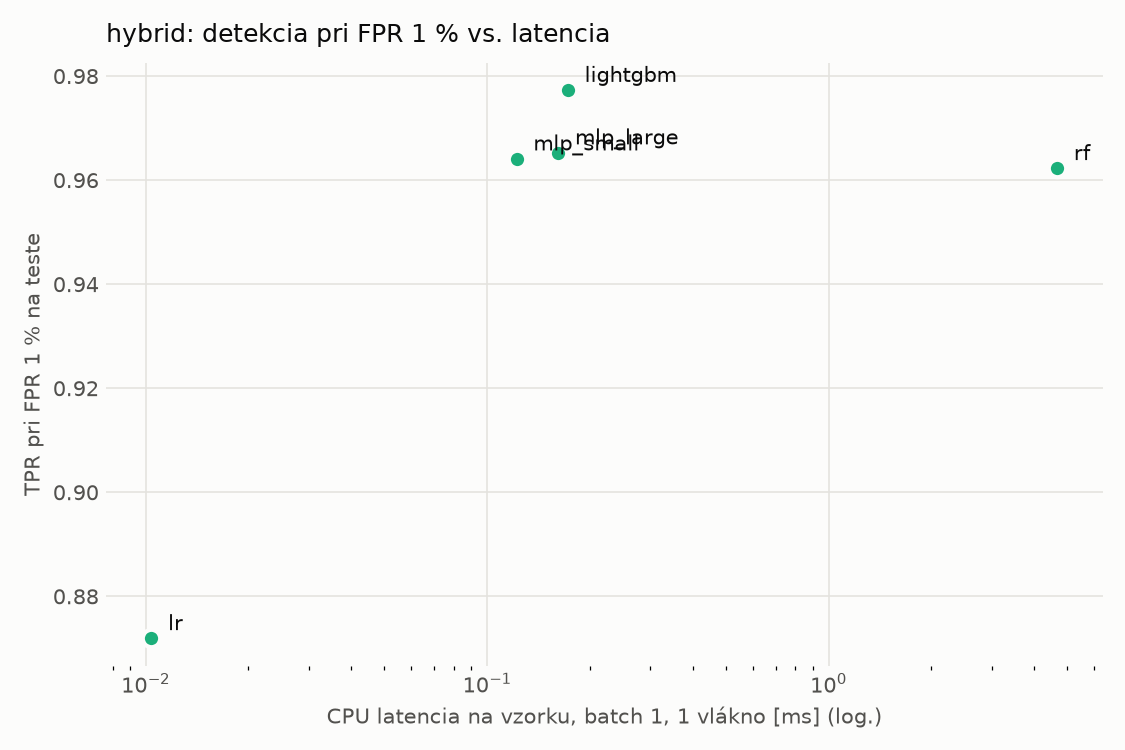 hybrid: detekcia pri FPR 1 % vs. latencia
TPR pri FPR 1 % na teste
0.98
0.96
0.94
0.92
0.90
0.88
lightgbm
mlp_large
mlp_small
rf
lr
10⁻²
10⁻¹
10⁰
CPU latencia na vzorku, batch 1, 1 vlákno [ms] (log.)